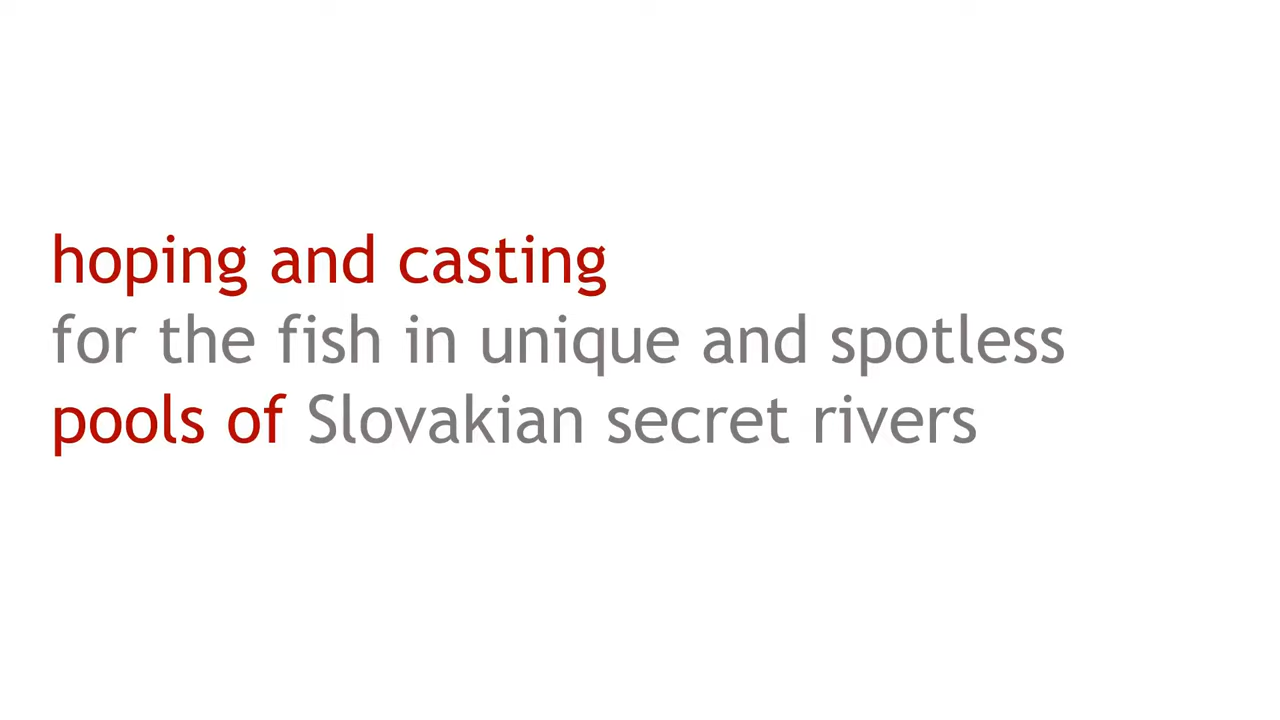 hoping and casting
for the fish in unique and spotless
pools of Slovakian secret rivers